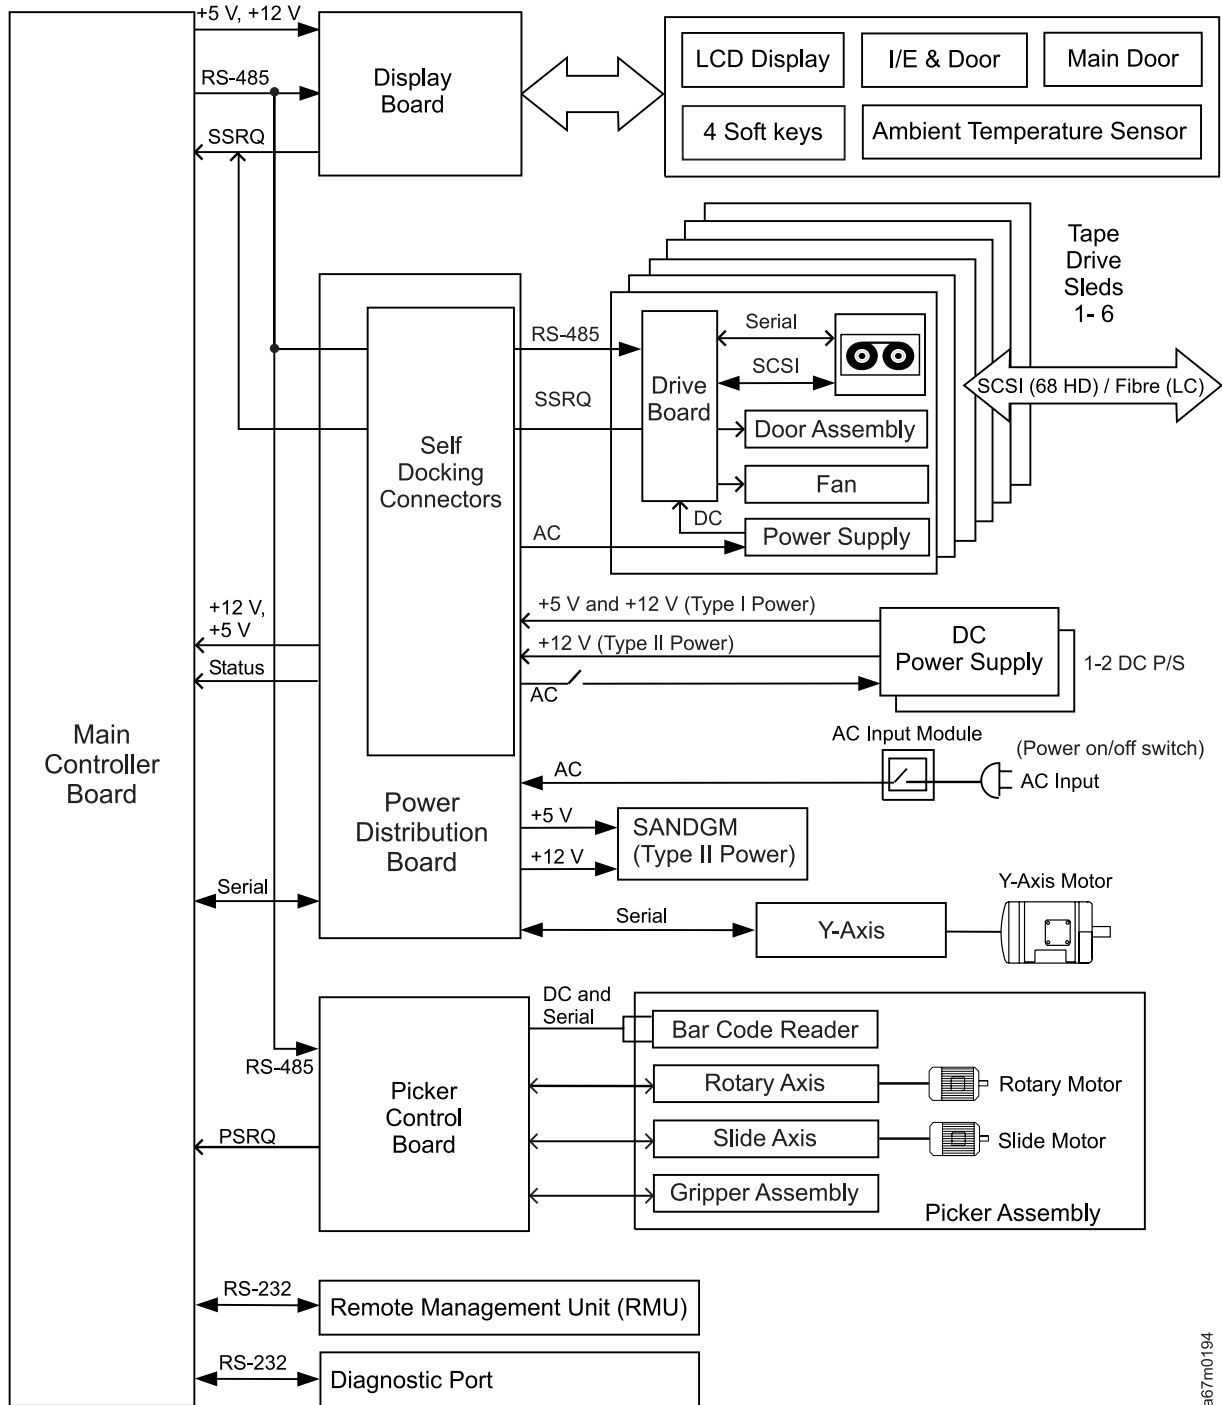 +5 V, +12 V
RS-485
SSRQ
Display
Board
LCD Display
I/E & Door
Main Door
4 Soft keys
Ambient Temperature Sensor
Tape
Drive
Sleds
1- 6
RS-485
SSRQ
Self
Docking
Connectors
Drive
Board
Serial
SCSI
Door Assembly
Fan
DC
Power Supply
AC
SCSI (68 HD) / Fibre (LC)
+12 V,
+5 V
Status
+5 V and +12 V (Type I Power)
+12 V (Type II Power)
AC
DC
Power Supply
1-2 DC P/S
Main
Controller
Board
AC Input Module
(Power on/off switch)
AC
AC Input
Power
Distribution
Board
+5 V
+12 V
SANDGM
(Type II Power)
Serial
Serial
Y-Axis
Y-Axis Motor
RS-485
PSRQ
Picker
Control
Board
DC and
Serial
Bar Code Reader
Rotary Axis
Rotary Motor
Slide Axis
Slide Motor
Gripper Assembly
Picker Assembly
RS-232
Remote Management Unit (RMU)
RS-232
Diagnostic Port
a67m0194